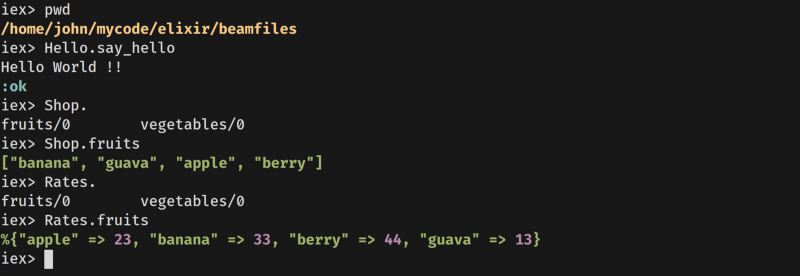 iex> pwd
/home/john/mycode/elixir/beamfiles
iex> Hello.say_hello
Hello World !!
:ok
iex> Shop.
fruits/0        vegetables/0
iex> Shop.fruits
["banana", "guava", "apple", "berry"]
iex> Rates.
fruits/0        vegetables/0
iex> Rates.fruits
%{"apple" => 23, "banana" => 33, "berry" => 44, "guava" => 13}
iex>